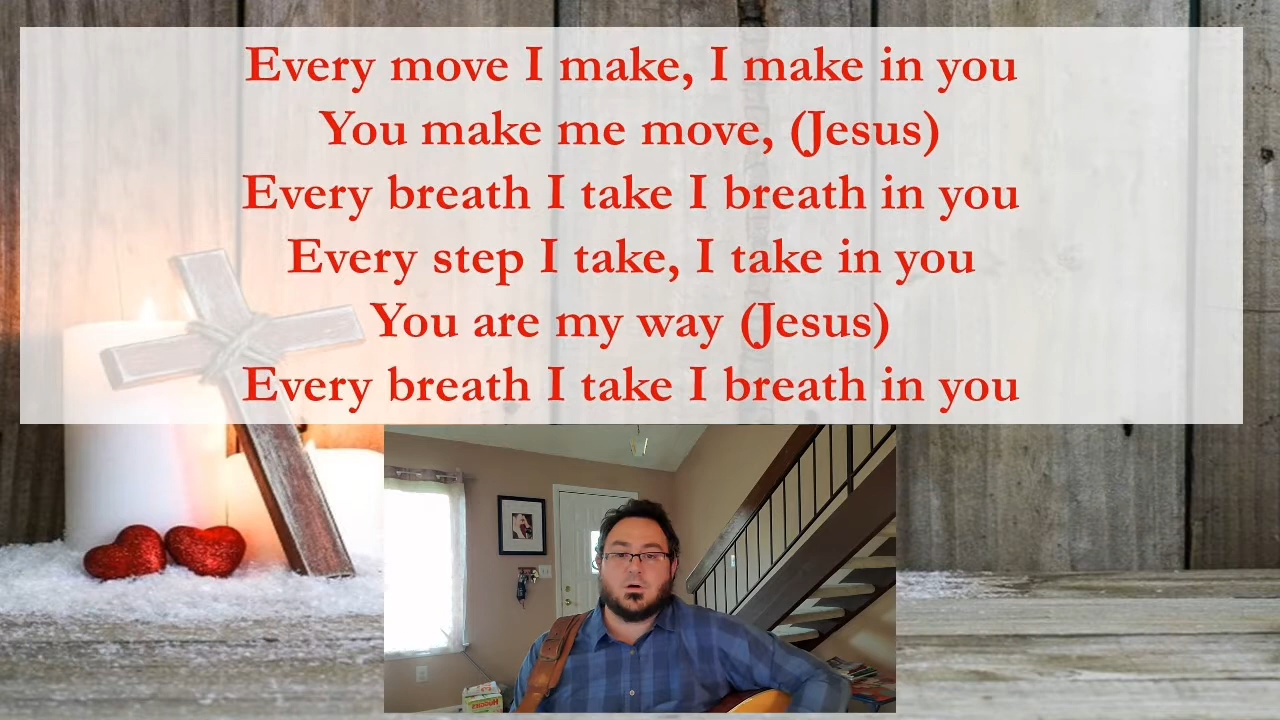 Every move I make, I make in you
You make me move, (Jesus)
Every breath I take I breath in you
Every step I take, I take in you
You are my way (Jesus)
Every breath I take I breath in you
HUGGIES